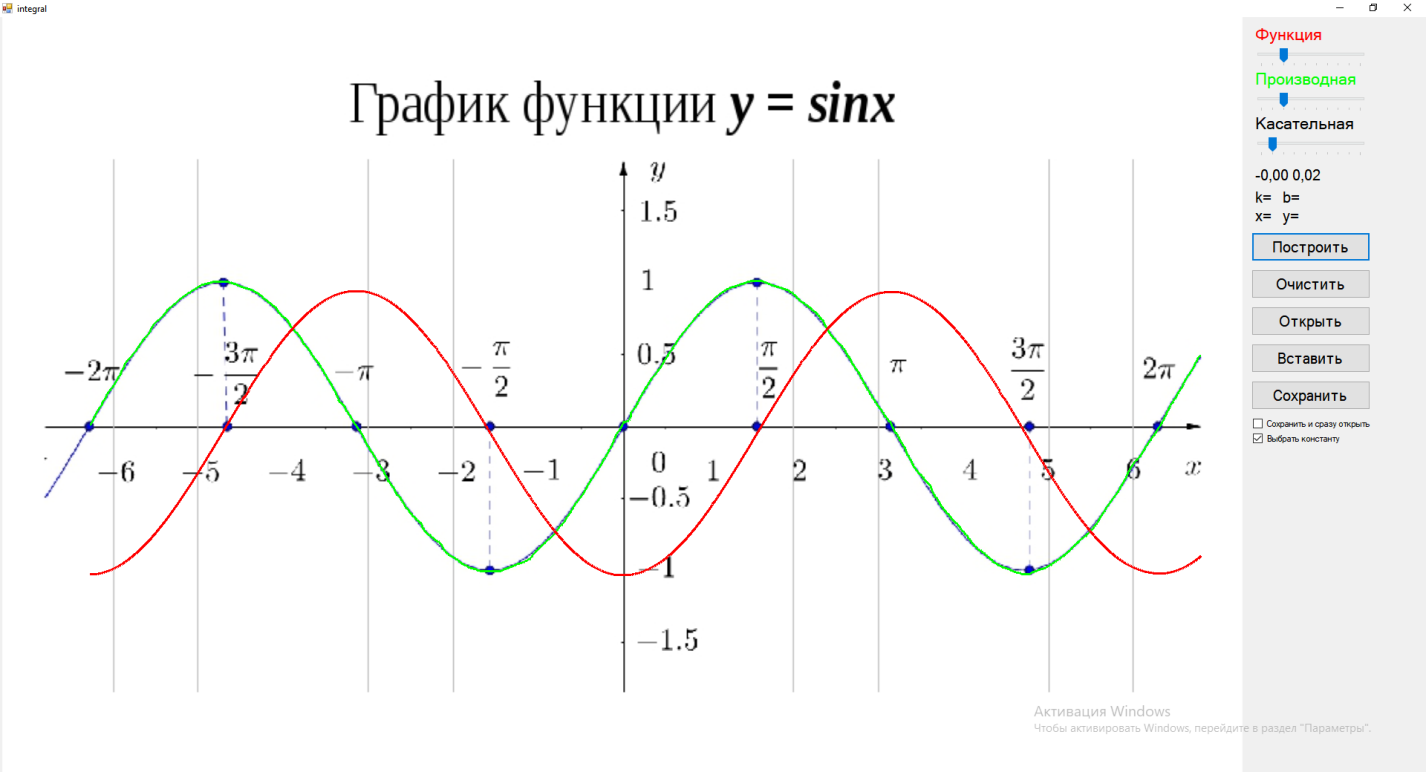 integral
График функции y = sinx
y
1.5
1
0.5
−2π
− 3π/2
−π
− π/2
π/2
π
3π/2
2π
−6 −5 −4 −3 −2 −1 0 1 2 3 4 5 6 x
−0.5
−1
−1.5
Функция
Производная
Касательная
-0,00 0,02
k= b=
x= y=
Построить
Очистить
Открыть
Вставить
Сохранить
Сохранить и сразу открыть
Выбрать константу
Активация Windows
Чтобы активировать Windows, перейдите в раздел "Параметры".